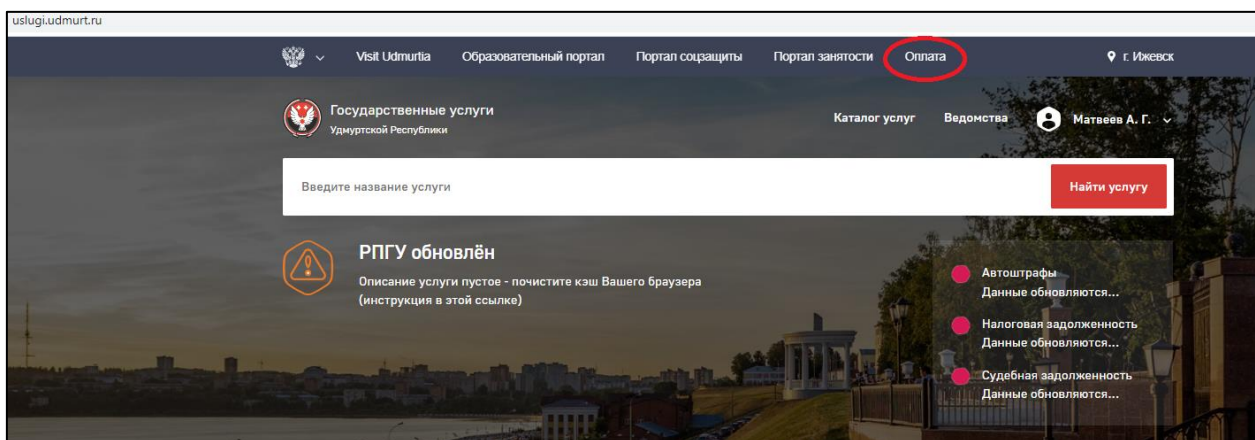 uslugi.udmurt.ru
Visit Udmurtia Образовательный портал Портал соцзащиты Портал занятости Оплата г. Ижевск
Государственные услуги
Удмуртской Республики
Каталог услуг Ведомства Матвеев А. Г.
Введите название услуги
Найти услугу
РПГУ обновлён
Описание услуги пустое - почистите кэш Вашего браузера
(инструкция в этой ссылке)
Автоштрафы
Данные обновляются...
Налоговая задолженность
Данные обновляются...
Судебная задолженность
Данные обновляются...